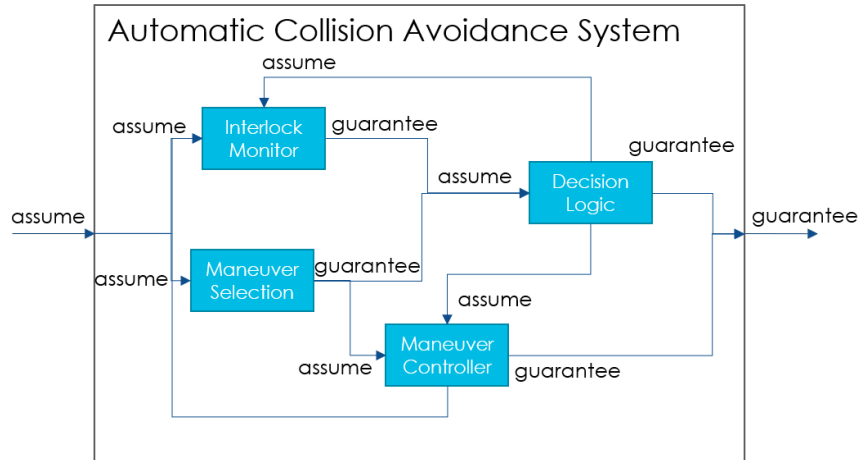 Automatic Collision Avoidance System
assume
assume
Interlock
Monitor
guarantee
guarantee
assume
Decision
Logic
assume
guarantee
assume
Maneuver
Selection
guarantee
assume
assume
Maneuver
Controller
guarantee